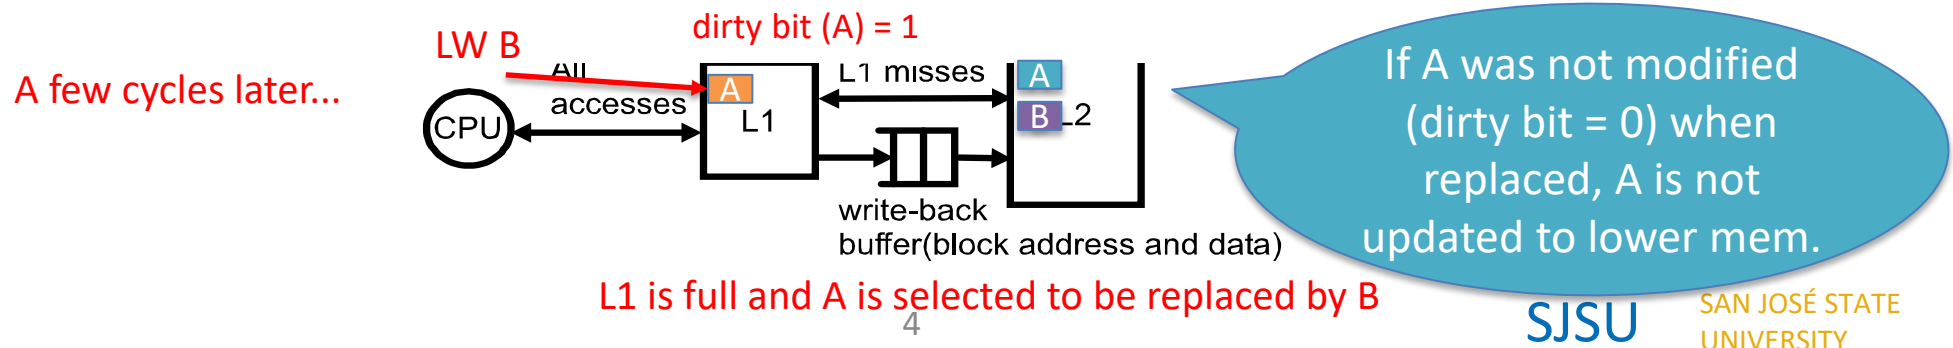 dirty bit (A) = 1
LW B
A few cycles later...
All
accesses
CPU
A
L1
L1 misses
A
B
L2
write-back
buffer(block address and data)
L1 is full and A is selected to be replaced by B
If A was not modified
(dirty bit = 0) when
replaced, A is not
updated to lower mem.
4
SJSU
SAN JOSÉ STATE
UNIVERSITY